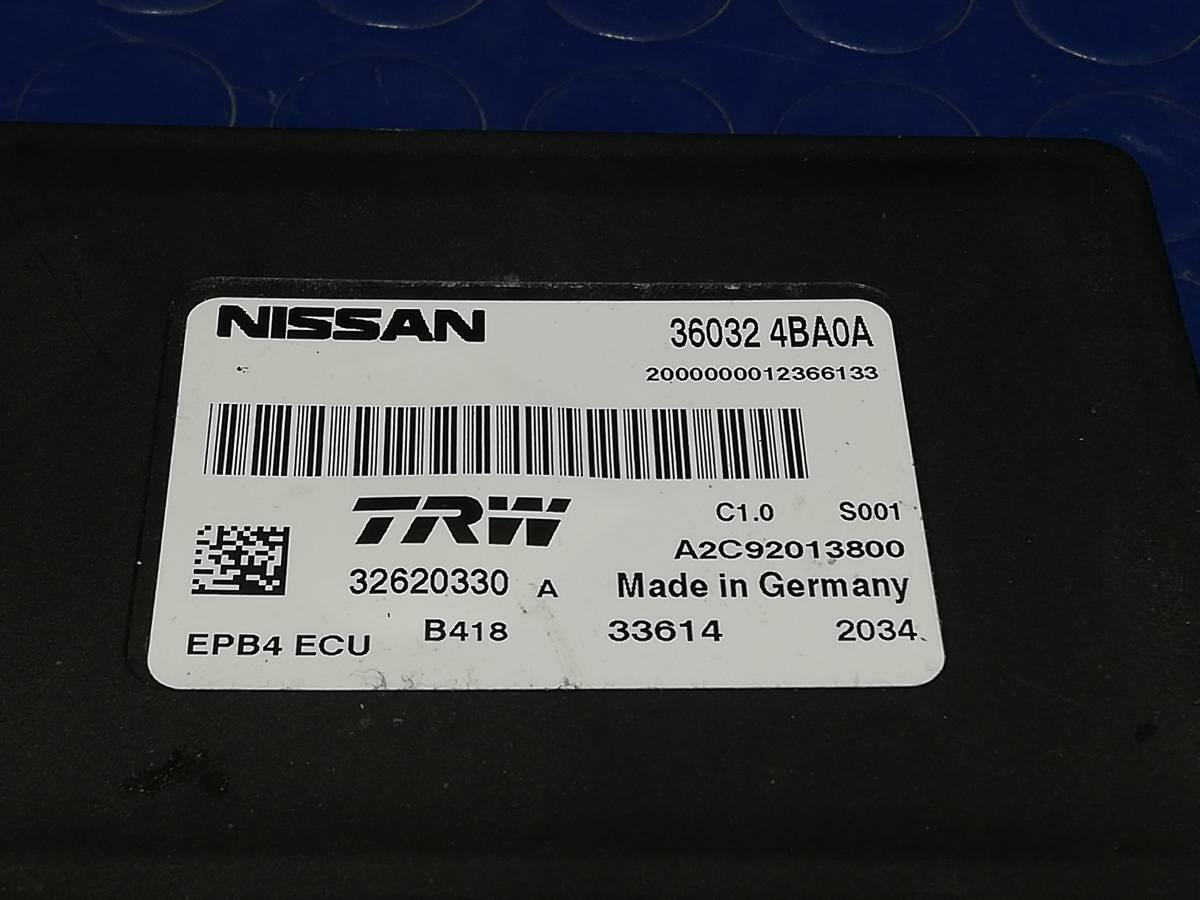 NISSAN 36032 4BA0A
2000000012366133
TRW C1.0 S001
A2C92013800
32620330 A Made in Germany
EPB4 ECU B418 33614 2034